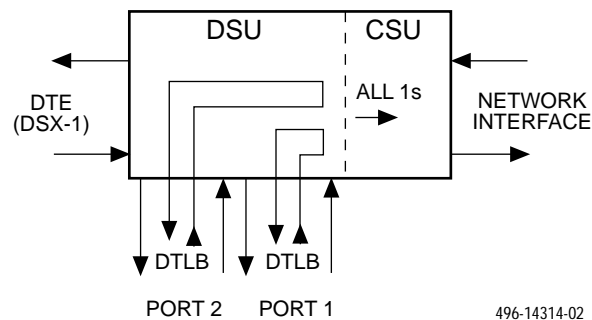 DSU
CSU
DTE
(DSX-1)
ALL 1s
NETWORK
INTERFACE
DTLB
DTLB
PORT 2
PORT 1
496-14314-02